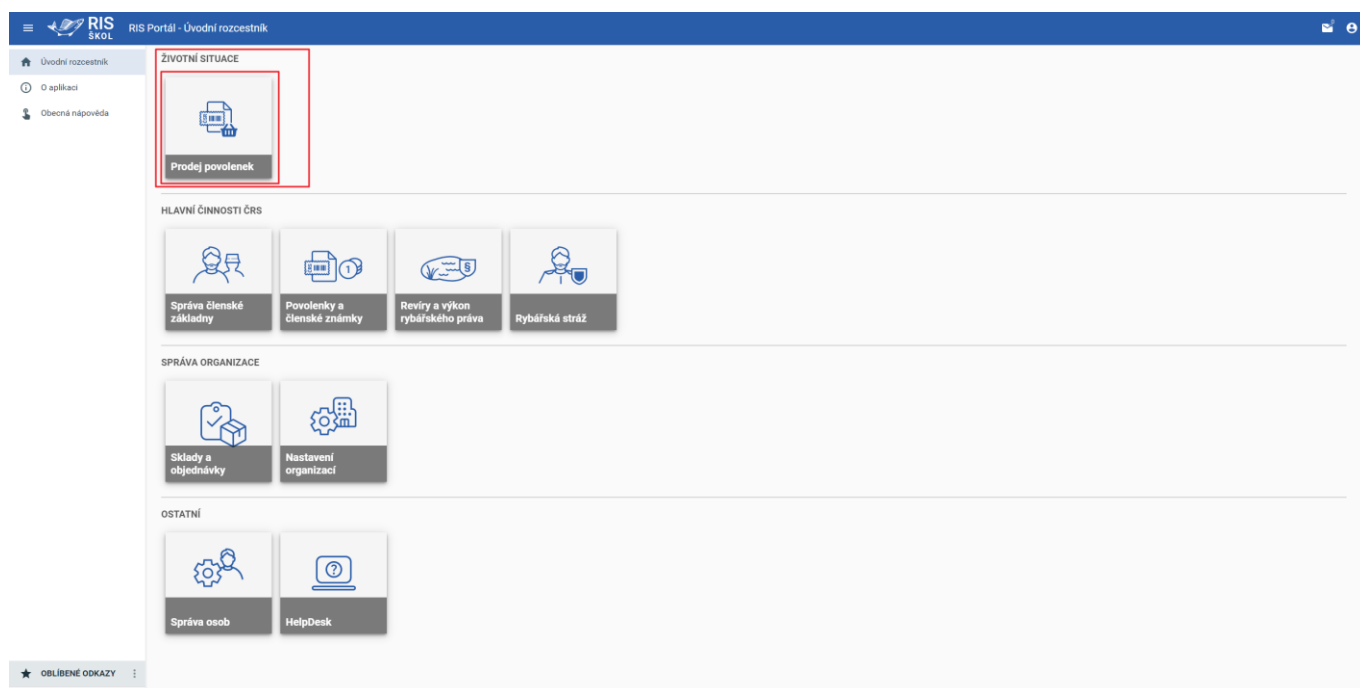 RIS
ŠKOL
RIS Portál - Úvodní rozcestník
Úvodní rozcestník
O aplikaci
Obecná nápověda
ŽIVOTNÍ SITUACE
Prodej povolenek
HLAVNÍ ČINNOSTI ČRS
Správa členské
základny
Povolenky a
členské známky
Revíry a výkon
rybářského práva
Rybářská stráž
SPRÁVA ORGANIZACE
Sklady a
objednávky
Nastavení
organizací
OSTATNÍ
Správa osob
HelpDesk
OBLÍBENÉ ODKAZY